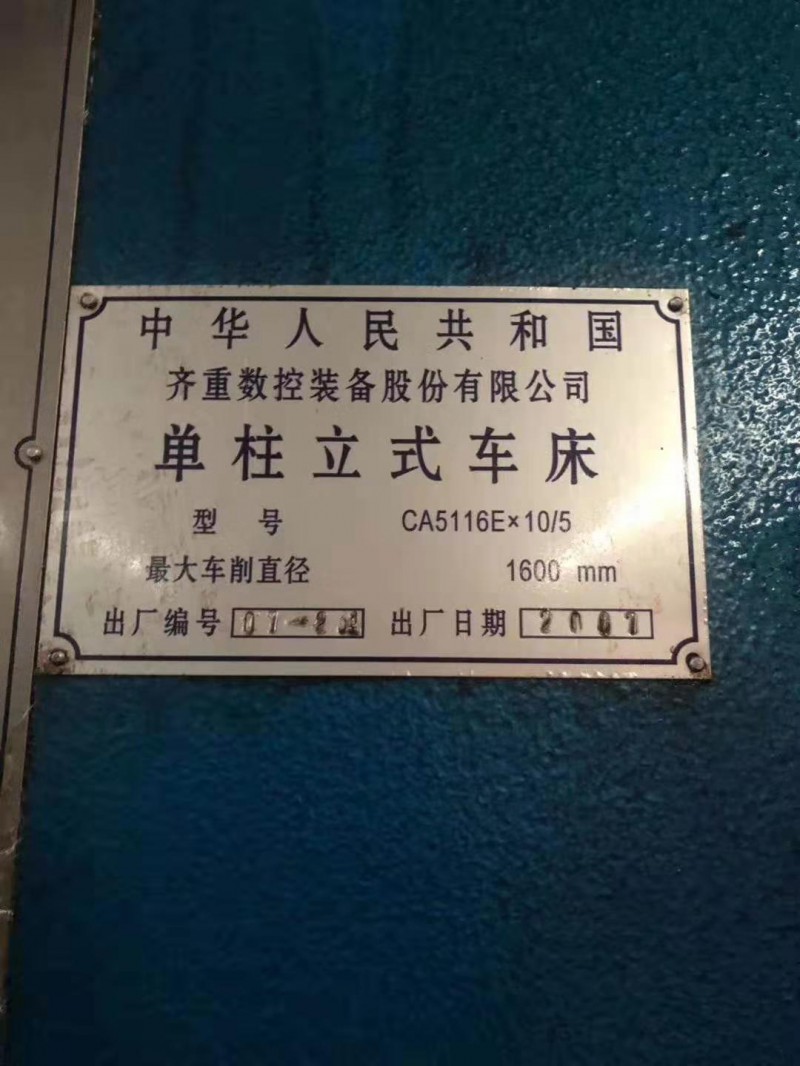 中华人民共和国
齐重数控装备股份有限公司
单柱立式车床
型号 CA5116E×10/5
最大车削直径 1600 mm
出厂编号 出厂日期 2007